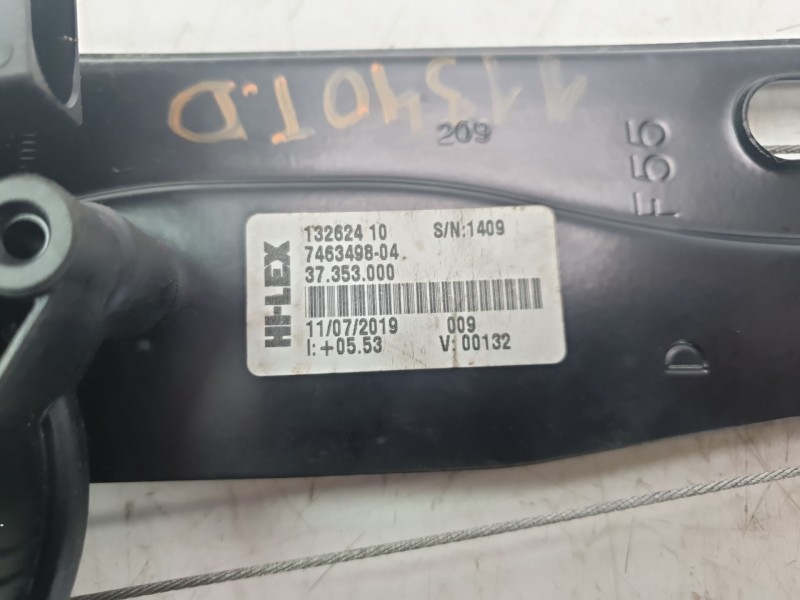 11340T.D
209
F55
HI-LEX
132624 10 S/N:1409
7463498-04.
37.353.000
11/07/2019 009
I:+05.53 V:00132
D